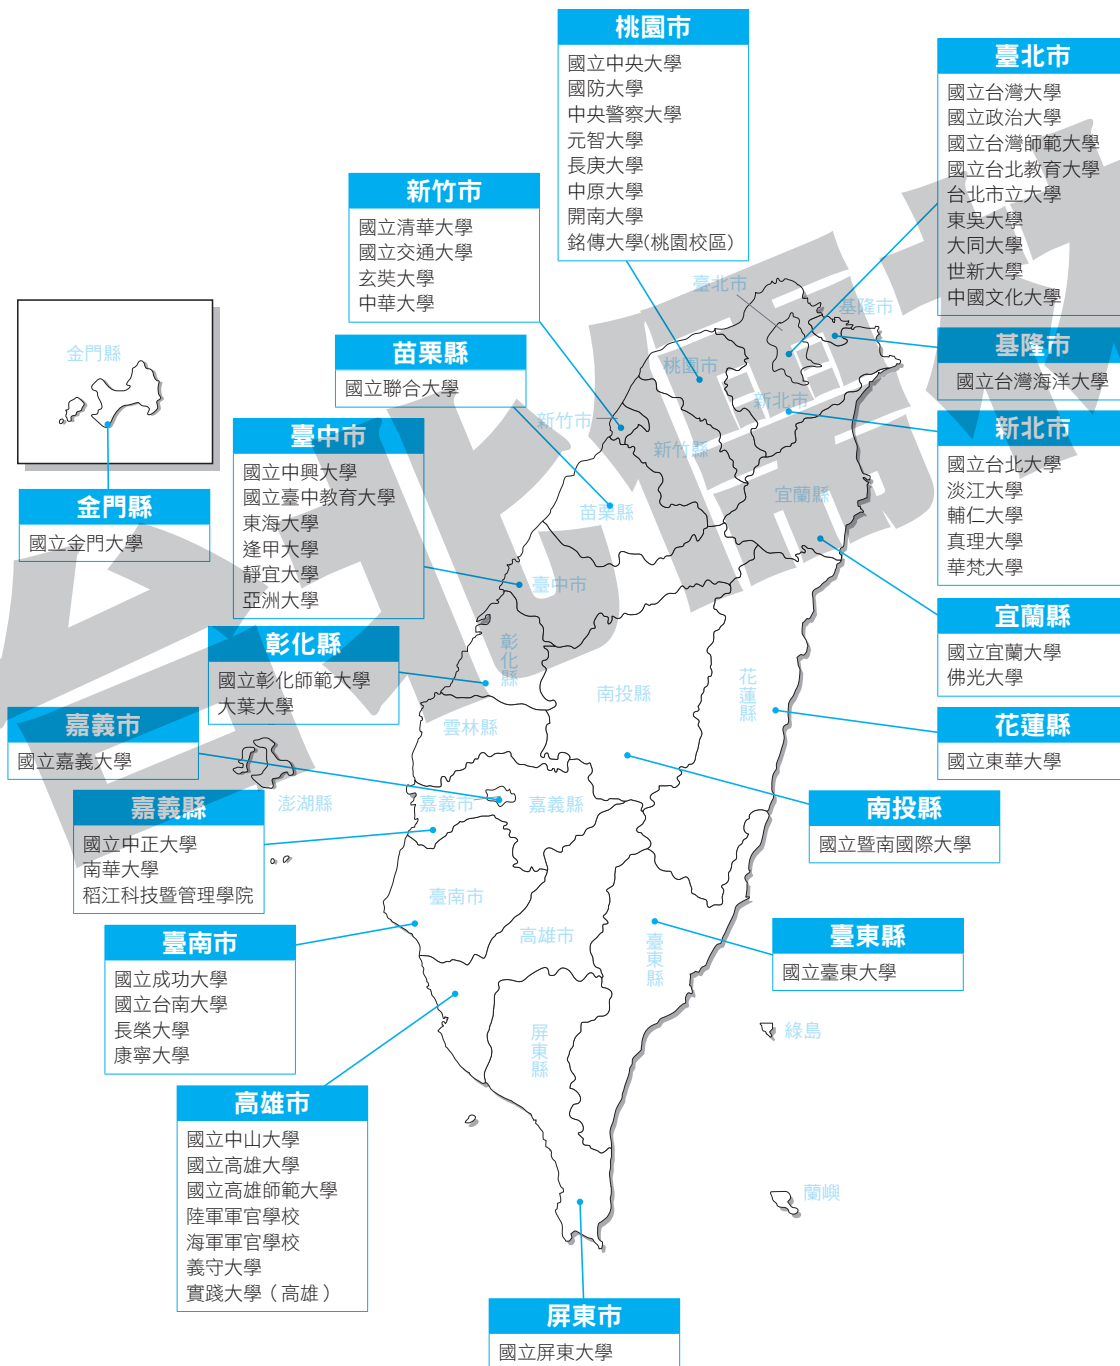 桃園市
國立中央大學
國防大學
中央警察大學
元智大學
長庚大學
中原大學
開南大學
銘傳大學(桃園校區)
臺北市
國立台灣大學
國立政治大學
國立台灣師範大學
國立台北教育大學
台北市立大學
東吳大學
大同大學
世新大學
中國文化大學
新竹市
國立清華大學
國立交通大學
玄奘大學
中華大學
基隆市
國立台灣海洋大學
苗栗縣
國立聯合大學
新北市
國立台北大學
淡江大學
輔仁大學
真理大學
華梵大學
臺中市
國立中興大學
國立臺中教育大學
東海大學
逢甲大學
靜宜大學
亞洲大學
金門縣
金門縣
國立金門大學
宜蘭縣
國立宜蘭大學
佛光大學
彰化縣
國立彰化師範大學
大葉大學
花蓮縣
國立東華大學
嘉義市
國立嘉義大學
南投縣
國立暨南國際大學
嘉義縣
國立中正大學
南華大學
稻江科技暨管理學院
臺東縣
國立臺東大學
臺南市
國立成功大學
國立台南大學
長榮大學
康寧大學
高雄市
國立中山大學
國立高雄大學
國立高雄師範大學
陸軍軍官學校
海軍軍官學校
義守大學
實踐大學（高雄）
屏東市
國立屏東大學
臺北市
基隆市
桃園市
新北市
新竹市
新竹縣
宜蘭縣
苗栗縣
臺中市
彰化縣
南投縣
花蓮縣
雲林縣
澎湖縣
嘉義市
嘉義縣
臺南市
高雄市
臺東縣
屏東縣
綠島
蘭嶼